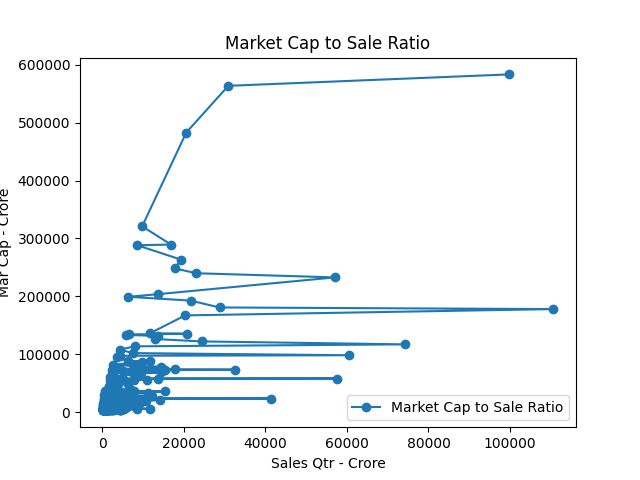 Market Cap to Sale Ratio
600000
500000
400000
300000
200000
100000
0
Mar Cap - Crore
0 20000 40000 60000 80000 100000
Sales Qtr - Crore
Market Cap to Sale Ratio